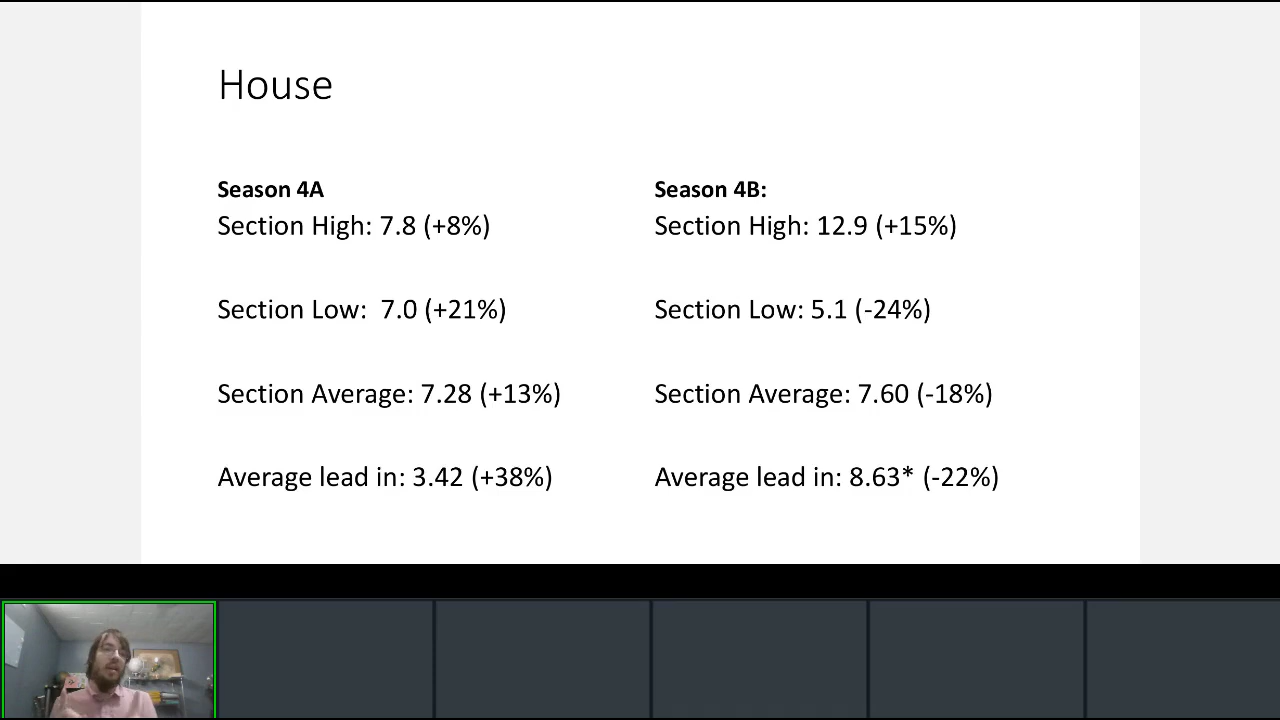 House
Season 4A
Section High: 7.8 (+8%)
Section Low:  7.0 (+21%)
Section Average: 7.28 (+13%)
Average lead in: 3.42 (+38%)
Season 4B:
Section High: 12.9 (+15%)
Section Low: 5.1 (-24%)
Section Average: 7.60 (-18%)
Average lead in: 8.63* (-22%)